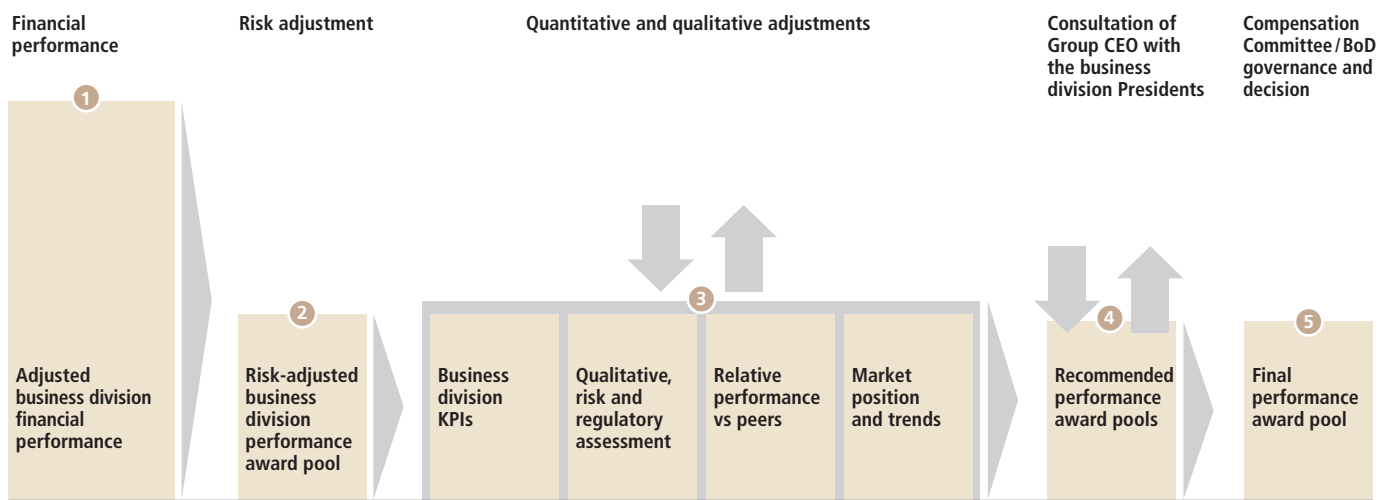 Financial
performance
Risk adjustment
Quantitative and qualitative adjustments
Consultation of
Group CEO with
the business
division Presidents
Compensation
Committee / BoD
governance and
decision
1
2
3
4
5
Adjusted
business division
financial
performance
Risk-adjusted
business
division
performance
award pool
Business
division
KPIs
Qualitative,
risk and
regulatory
assessment
Relative
performance
vs peers
Market
position
and trends
Recommended
performance
award pools
Final
performance
award pool